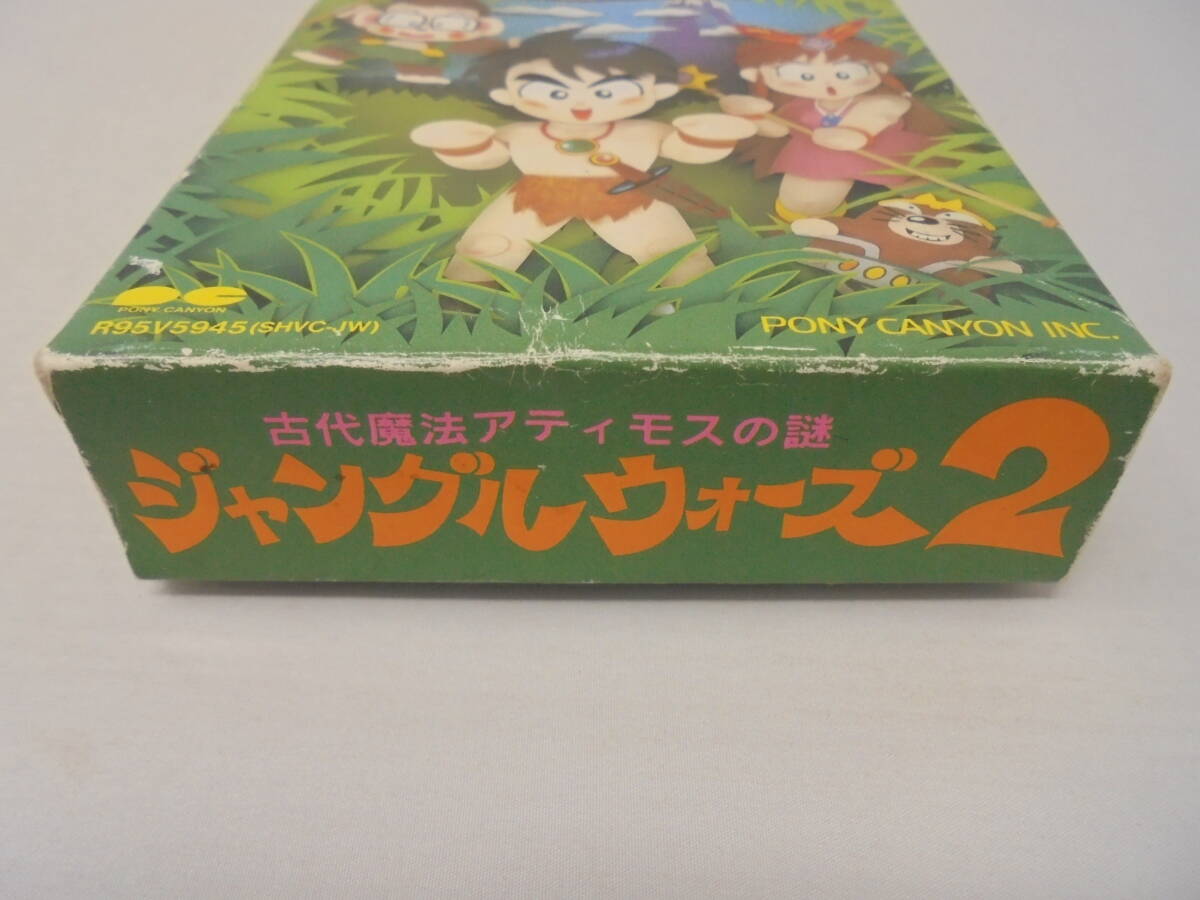 PONY CANYON
R95V5945(SHVC-JW)
PONY CANYON INC.
古代魔法アティモスの謎
ジャングルウォーズ2